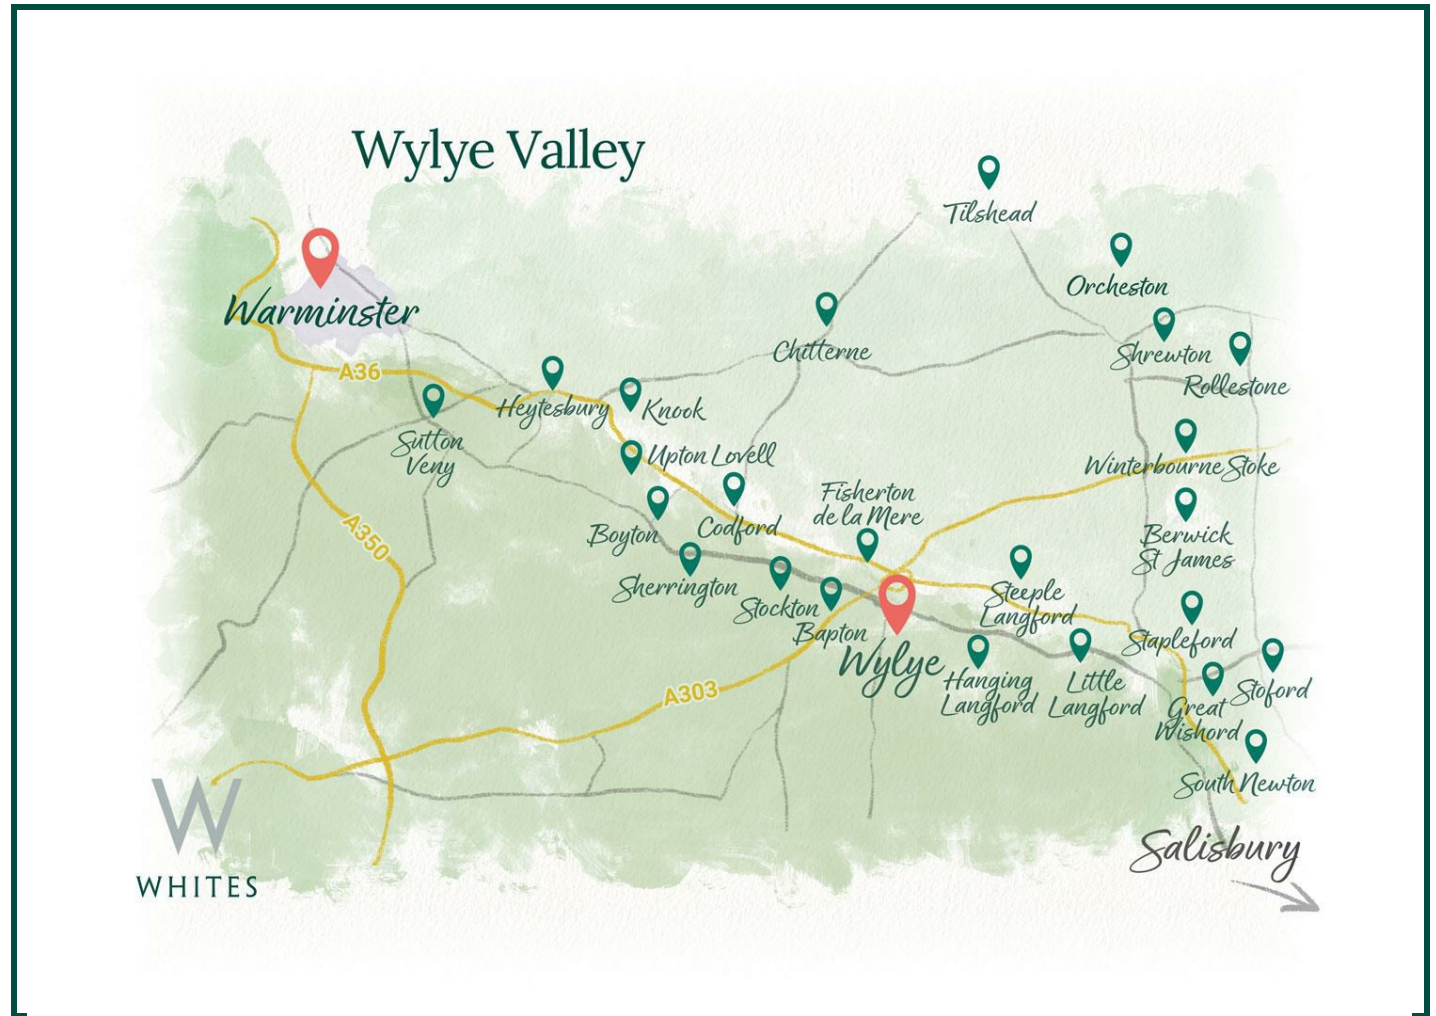 Wylye Valley
Tilshead
Orcheston
Warminster
Chitterne
Shrewton
Rollestone
A36
Heytesbury
Knook
Sutton
Veny
Upton Lovell
Winterbourne Stoke
Fisherton
de la Mere
Codford
Boyton
A350
Berwick
St James
Sherrington
Steeple
Langford
Stockton
Bapton
Stapleford
Wylye
Hanging
Langford
Little
Langford
A303
Stoford
Great
Wishord
South Newton
W
WHITES
Salisbury